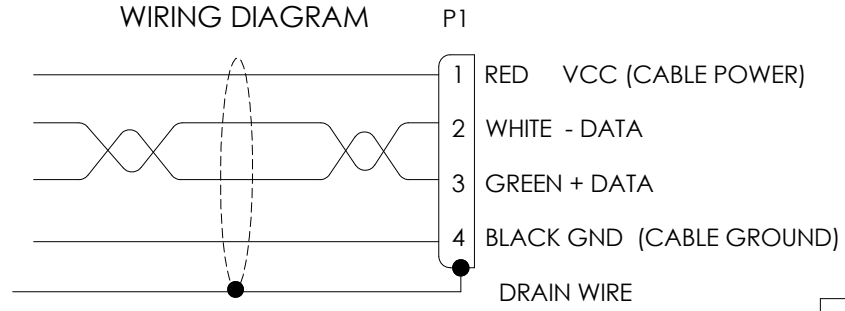 WIRING DIAGRAM P1
1 RED VCC (CABLE POWER)
2 WHITE - DATA
3 GREEN + DATA
4 BLACK GND (CABLE GROUND)
DRAIN WIRE